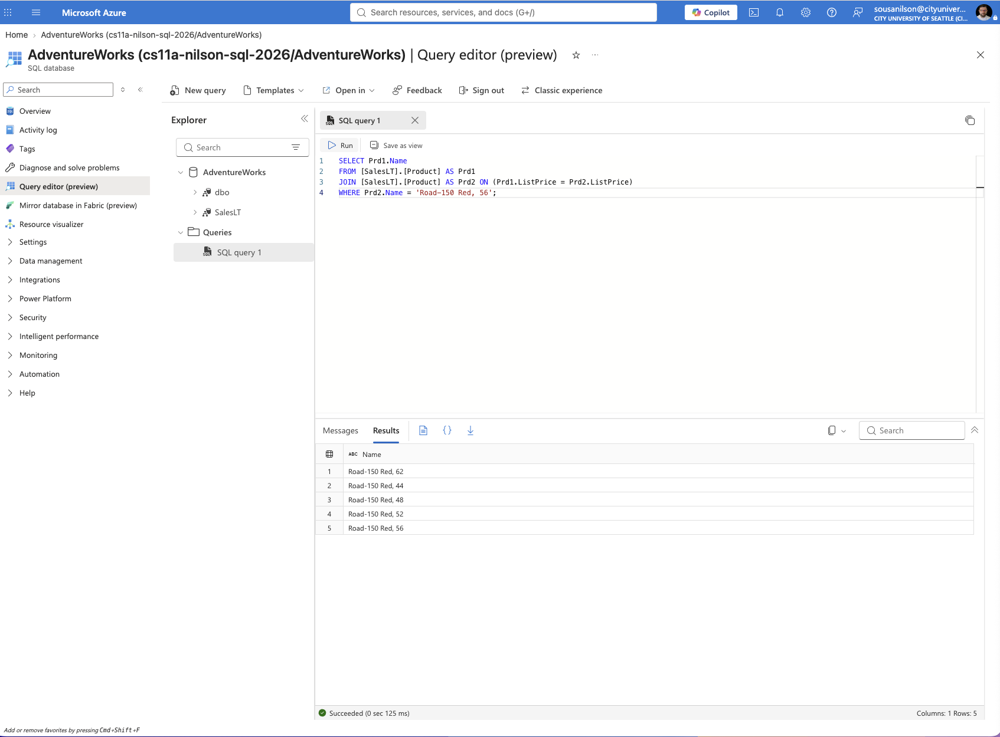 Microsoft Azure
Search resources, services, and docs (G+/)
Copilot
sousanilson@cityuniver...
CITY UNIVERSITY OF SEATTLE (CI...
Home > AdventureWorks (cs11a-nilson-sql-2026/AdventureWorks)
AdventureWorks (cs11a-nilson-sql-2026/AdventureWorks) | Query editor (preview)
SQL database
Search
New query
Templates
Open in
Feedback
Sign out
Classic experience
Overview
Activity log
Tags
Diagnose and solve problems
Query editor (preview)
Mirror database in Fabric (preview)
Resource visualizer
Settings
Data management
Integrations
Power Platform
Security
Intelligent performance
Monitoring
Automation
Help
Explorer
Search
AdventureWorks
dbo
SalesLT
Queries
SQL query 1
SQL query 1
Run
Save as view
1 SELECT Prd1.Name
2 FROM [SalesLT].[Product] AS Prd1
3 JOIN [SalesLT].[Product] AS Prd2 ON (Prd1.ListPrice = Prd2.ListPrice)
4 WHERE Prd2.Name = 'Road-150 Red, 56';
Messages
Results
Search
ABC Name
1 Road-150 Red, 62
2 Road-150 Red, 44
3 Road-150 Red, 48
4 Road-150 Red, 52
5 Road-150 Red, 56
Succeeded (0 sec 125 ms)
Columns: 1 Rows: 5
Add or remove favorites by pressing Cmd+Shift+F